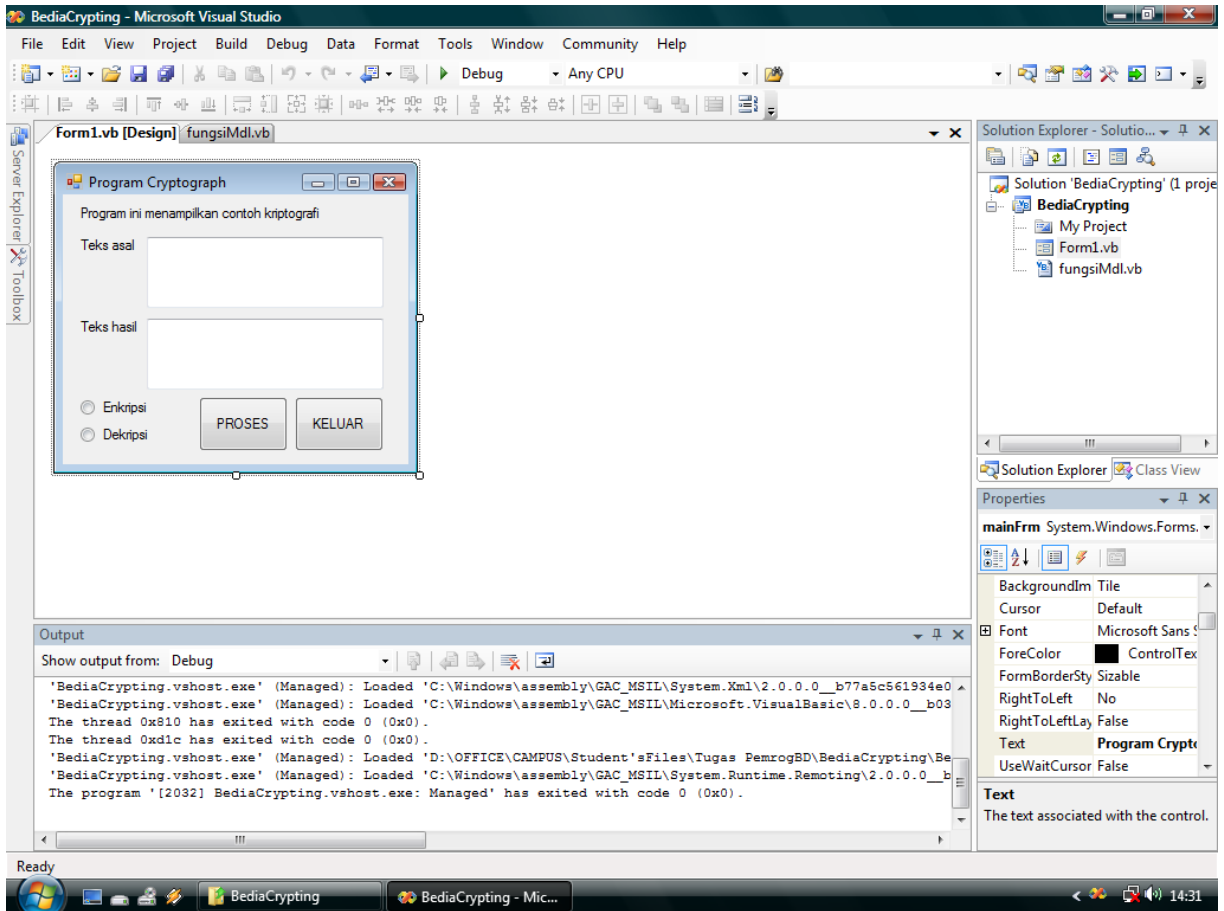 BediaCrypting - Microsoft Visual Studio
File Edit View Project Build Debug Data Format Tools Window Community Help
Debug Any CPU
Form1.vb [Design] fungsiMdl.vb
Server Explorer
Toolbox
Program Cryptograph
Program ini menampilkan contoh kriptografi
Teks asal
Teks hasil
Enkripsi
Dekripsi
PROSES KELUAR
Solution Explorer - Solutio...
Solution 'BediaCrypting' (1 proje
BediaCrypting
My Project
Form1.vb
fungsiMdl.vb
Solution Explorer Class View
Properties
mainFrm System.Windows.Forms.
BackgroundIm Tile
Cursor Default
Font Microsoft Sans S
ForeColor ControlTex
FormBorderSty Sizable
RightToLeft No
RightToLeftLay False
Text Program Crypto
UseWaitCursor False
Text
The text associated with the control.
Output
Show output from: Debug
'BediaCrypting.vshost.exe' (Managed): Loaded 'C:\Windows\assembly\GAC_MSIL\System.Xml\2.0.0.0__b77a5c561934e0
'BediaCrypting.vshost.exe' (Managed): Loaded 'C:\Windows\assembly\GAC_MSIL\Microsoft.VisualBasic\8.0.0.0__b03
The thread 0x810 has exited with code 0 (0x0).
The thread 0xd1c has exited with code 0 (0x0).
'BediaCrypting.vshost.exe' (Managed): Loaded 'D:\OFFICE\CAMPUS\Student'sFiles\Tugas PemrogBD\BediaCrypting\Be
'BediaCrypting.vshost.exe' (Managed): Loaded 'C:\Windows\assembly\GAC_MSIL\System.Runtime.Remoting\2.0.0.0__b
The program '[2032] BediaCrypting.vshost.exe: Managed' has exited with code 0 (0x0).
Ready
BediaCrypting
BediaCrypting - Mic...
14:31